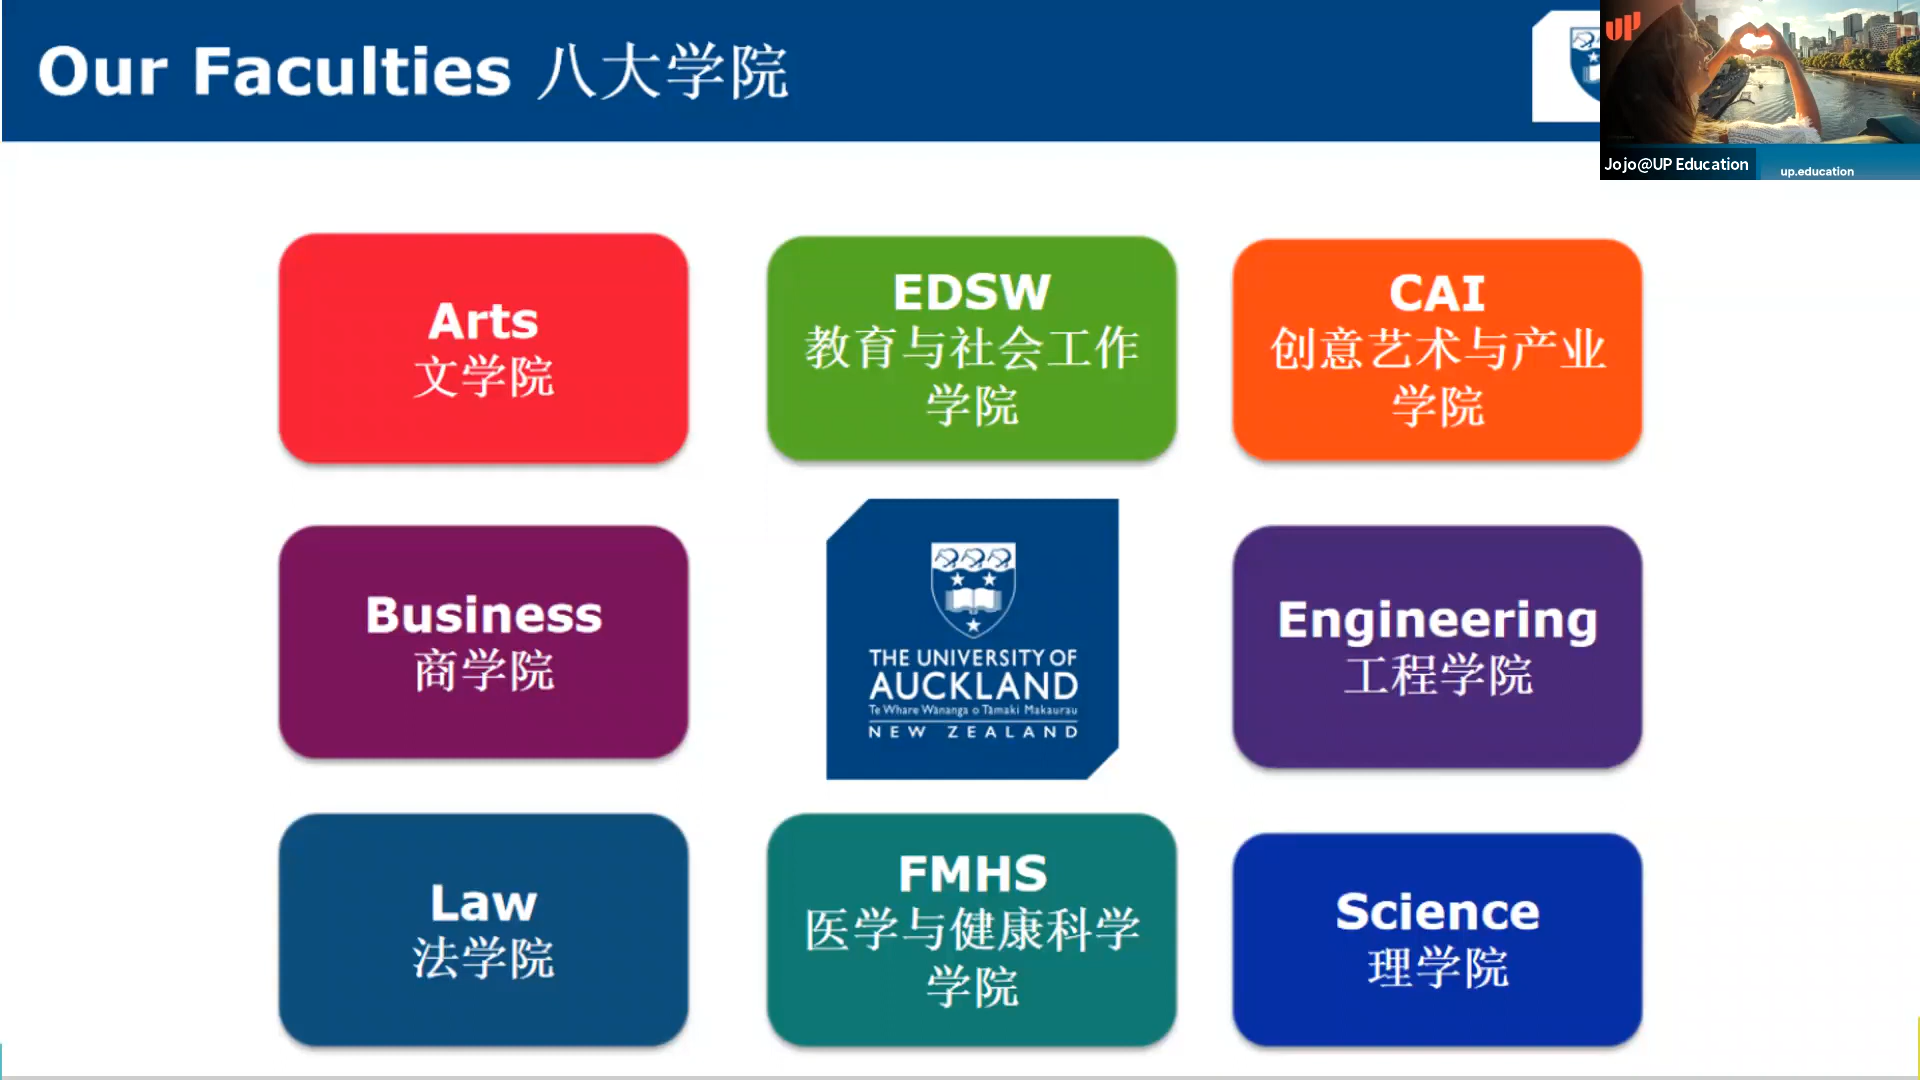 Our Faculties 八大学院
UP
Jojo@UP Education
up.education
Arts
文学院
EDSW
教育与社会工作
学院
CAI
创意艺术与产业
学院
Business
商学院
THE UNIVERSITY OF
AUCKLAND
Te Whare Wānanga o Tāmaki Makaurau
NEW ZEALAND
Engineering
工程学院
Law
法学院
FMHS
医学与健康科学
学院
Science
理学院